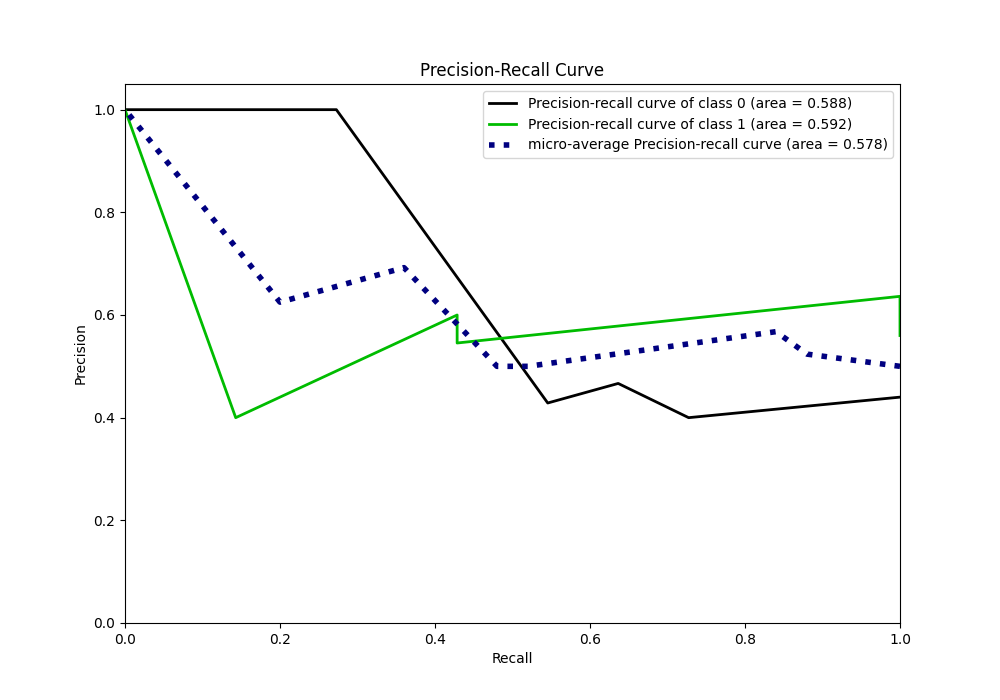 Precision-Recall Curve
Precision-recall curve of class 0 (area = 0.588)
Precision-recall curve of class 1 (area = 0.592)
micro-average Precision-recall curve (area = 0.578)
1.0
0.8
0.6
0.4
0.2
0.0
Precision
0.0 0.2 0.4 0.6 0.8 1.0
Recall